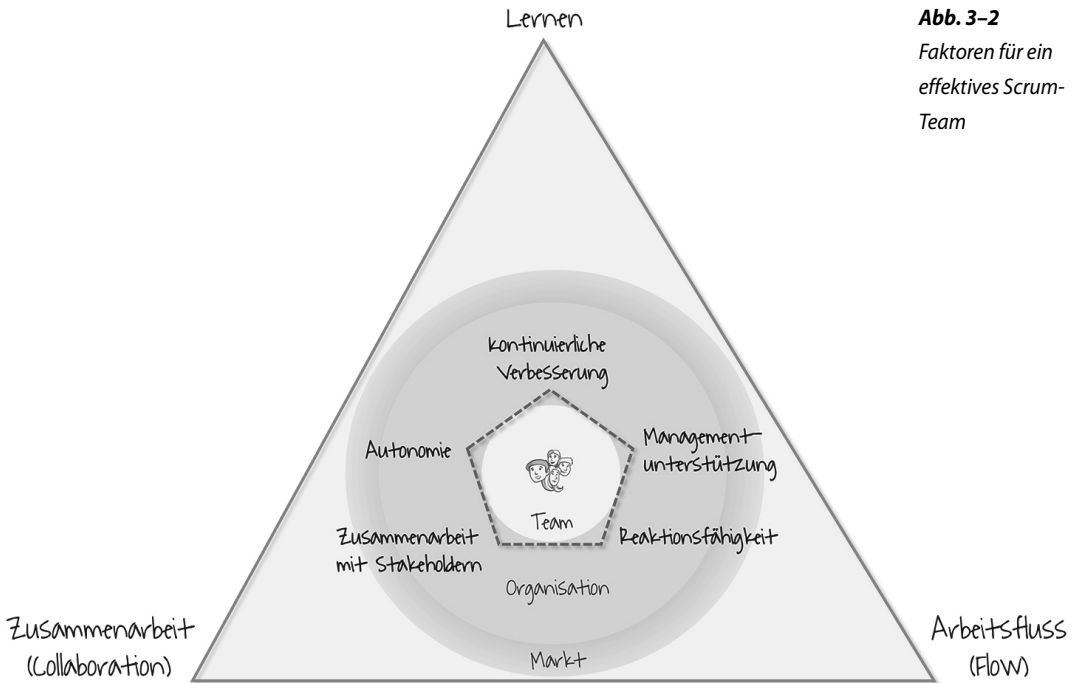 Lernen
Abb. 3–2
Faktoren für ein
effektives Scrum-
Team
kontinuierliche
Verbesserung
Autonomie
Management-
unterstützung
Team
Zusammenarbeit
mit Stakeholdern
Reaktionsfähigkeit
Organisation
Zusammenarbeit
(Collaboration)
Arbeitsfluss
(Flow)
Markt